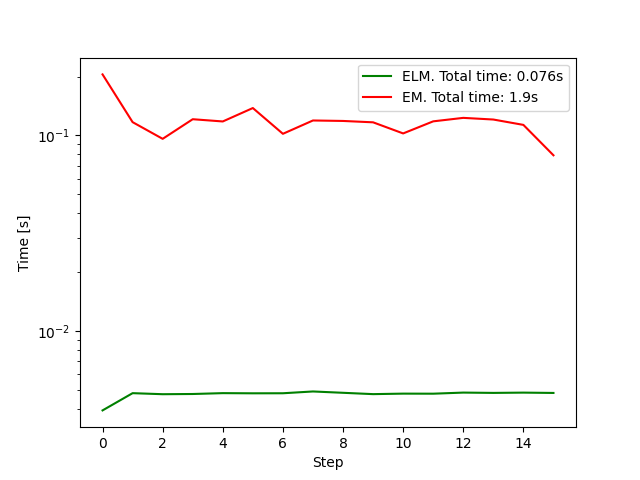 ELM. Total time: 0.076s
EM. Total time: 1.9s
10⁻¹
10⁻²
Time [s]
0 2 4 6 8 10 12 14
Step